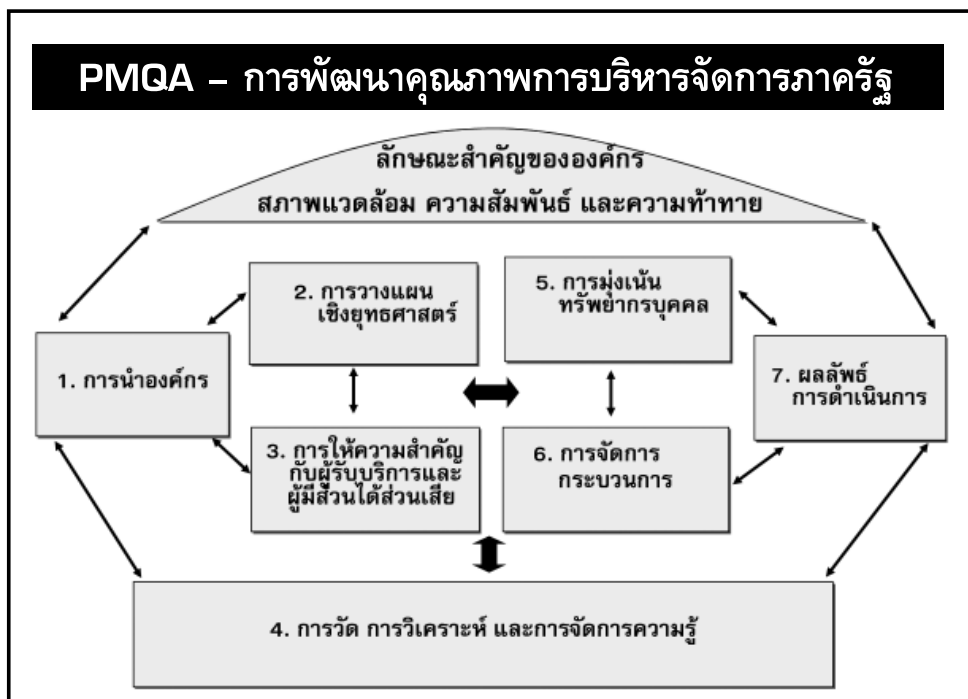 PMQA – การพัฒนาคุณภาพการบริหารจัดการภาครัฐ
ลักษณะสำคัญขององค์กร
สภาพแวดล้อม ความสัมพันธ์ และความท้าทาย
1. การนำองค์กร
2. การวางแผน
เชิงยุทธศาสตร์
3. การให้ความสำคัญ
กับผู้รับบริการและ
ผู้มีส่วนได้ส่วนเสีย
5. การมุ่งเน้น
ทรัพยากรบุคคล
6. การจัดการ
กระบวนการ
7. ผลลัพธ์
การดำเนินการ
4. การวัด การวิเคราะห์ และการจัดการความรู้